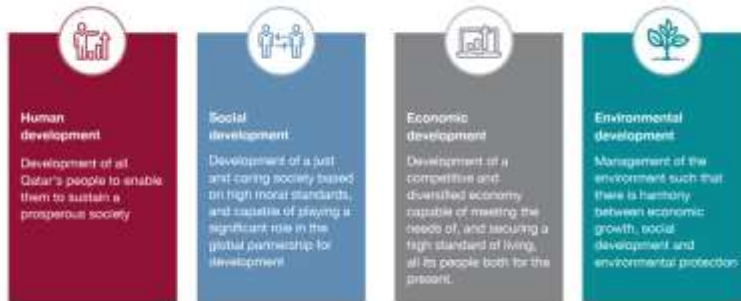 Human
development
Development of all
Qatar's people to enable
them to sustain a
prosperous society
Social
development
Development of a just
and caring society based
on high moral standards,
and capable of playing a
significant role in the
global partnership for
development
Economic
development
Development of a
competitive and
diversified economy
capable of meeting the
needs of, and securing a
high standard of living,
all its people both for the
present.
Environmental
development
Management of the
environment such that
there is harmony
between economic
growth, social
development and
environmental protection